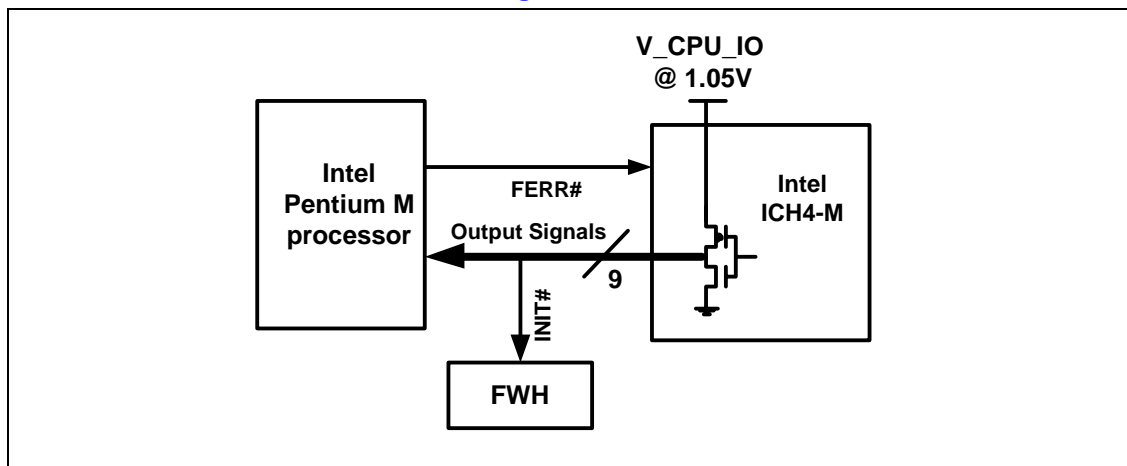 V_CPU_IO
@ 1.05V
Intel
Pentium M
processor
FERR#
Intel
ICH4-M
Output Signals
9
INIT#
FWH